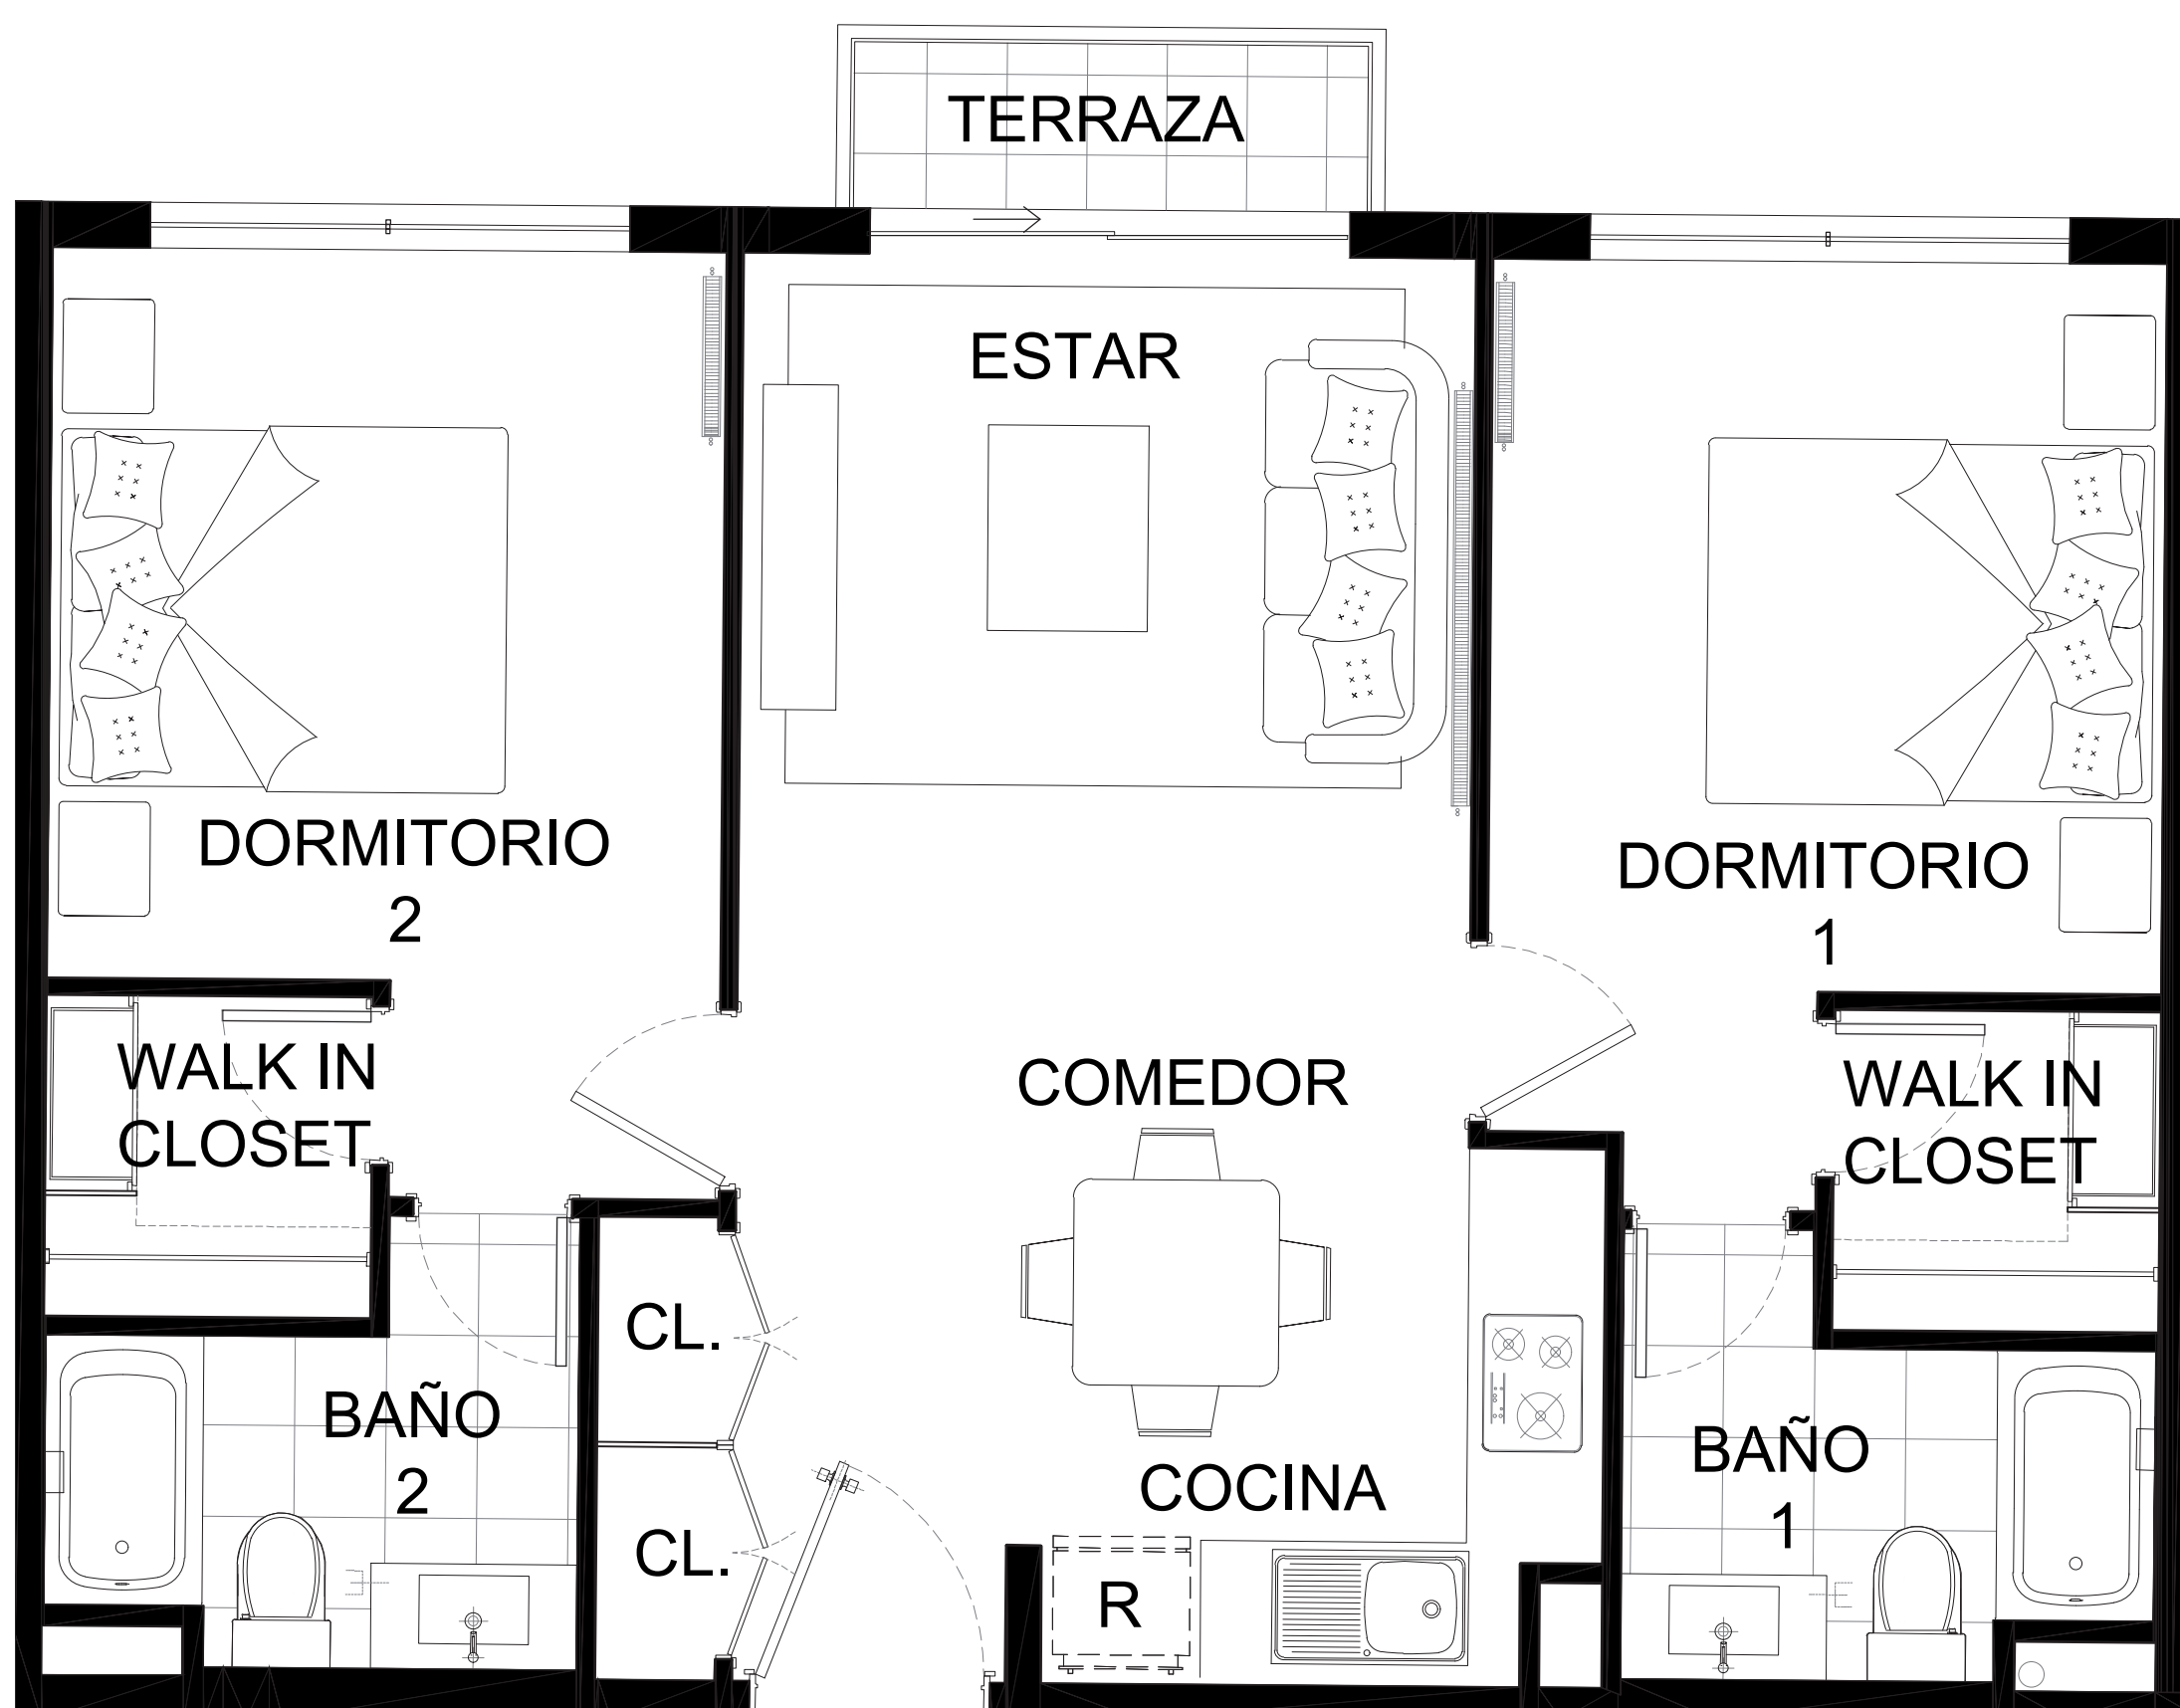 TERRAZA
ESTAR
DORMITORIO
2
DORMITORIO
1
WALK IN
CLOSET
COMEDOR
WALK IN
CLOSET
CL.
BAÑO
2
COCINA
BAÑO
1
CL.
R